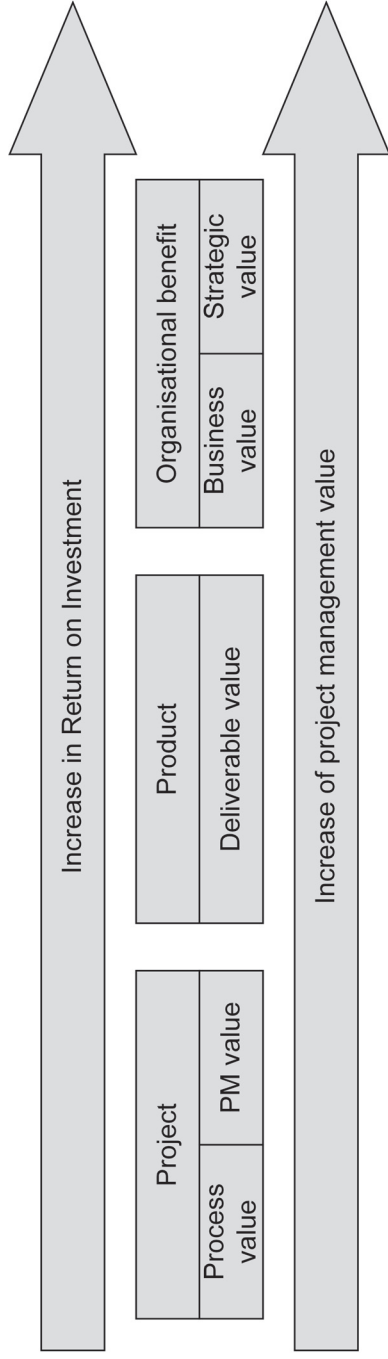 Increase in Return on Investment
Project
Process
value
PM value
Product
Deliverable value
Organisational benefit
Business
value
Strategic
value
Increase of project management value